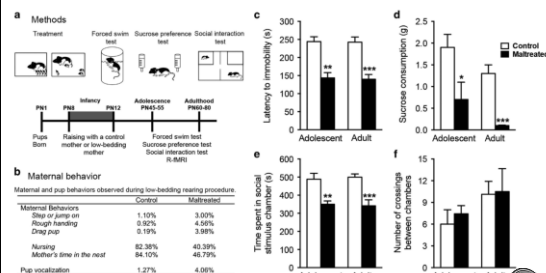 a Methods
Treatment
Forced swim
test
Sucrose preference
test
Social interaction
test
PN1
PN8
Infancy
PN12
Adolescence
PN45-55
Adulthood
PN60-80
Pups
Born
Raising with a control
mother or low-bedding
mother
Forced swim test
Sucrose preference test
Social interaction test
R-fMRI
b Maternal behavior
Maternal and pup behaviors observed during low-bedding rearing procedure.
Control Maltreated
Maternal Behaviors
Step or jump on 1.10% 3.00%
Rough handing 0.92% 4.56%
Drag pup 0.19% 3.98%
Nursing 82.38% 40.39%
Mother's time in the nest 84.10% 46.79%
Pup vocalization 1.27% 4.06%
c
Latency to immobility (s)
300
250
200
150
100
50
0
**
***
Adolescent Adult
d
Sucrose consumption (g)
2.5
2.0
1.5
1.0
0.5
0.0
*
***
Adolescent Adult
Control
Maltreated
e
Time spent in social
stimulus chamber (s)
600
500
400
300
200
100
0
**
***
f
Number of crossings
between chambers
15
12
9
6
3
0